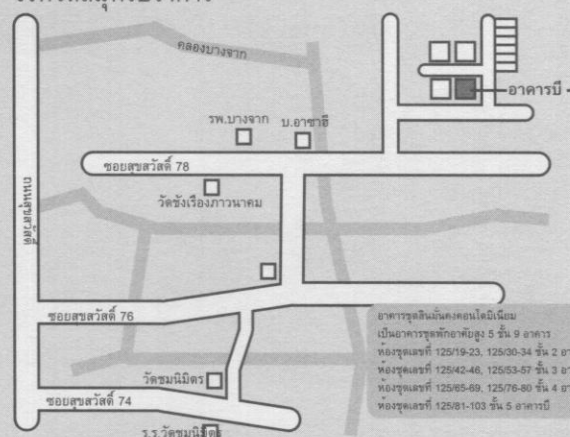 คลองบางจาก
อาคารบี
รพ.บางจาก
บ.อาซาฮี
ซอยสุขสวัสดิ์ 78
ถนนสุขสวัสดิ์
วัดชังเรืองภาวนาคม
ซอยสุขสวัสดิ์ 76
วัดชมนิมิตร
ซอยสุขสวัสดิ์ 74
ร.ร.วัดชมนิมิตร
อาคารชุดสินมั่นคงคอนโดมิเนียม
เป็นอาคารชุดพักอาศัยสูง 5 ชั้น 9 อาคาร
ห้องชุดเลขที่ 125/19-23, 125/30-34 ชั้น 2 อา
ห้องชุดเลขที่ 125/42-46, 125/53-57 ชั้น 3 อา
ห้องชุดเลขที่ 125/65-69, 125/76-80 ชั้น 4 อา
ห้องชุดเลขที่ 125/81-103 ชั้น 5 อาคารบี